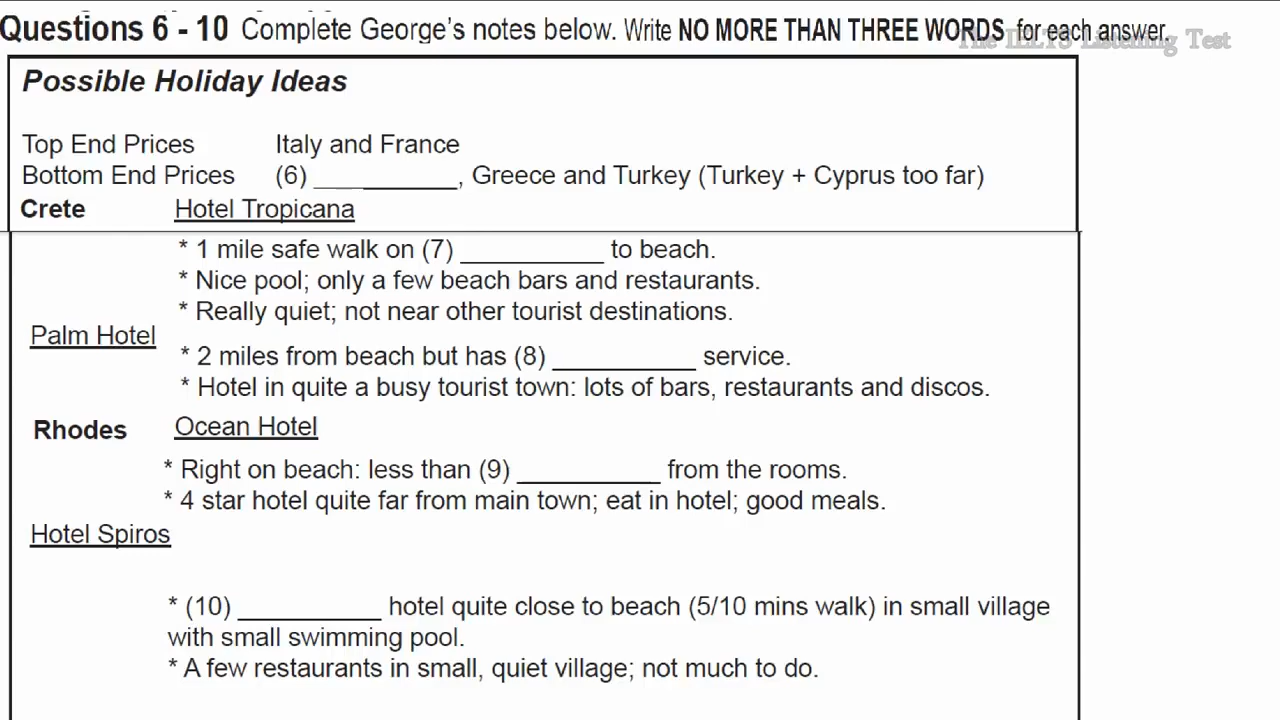 Questions 6 - 10 Complete George's notes below. Write NO MORE THAN THREE WORDS for each answer.
The IELTS Listening Test
Possible Holiday Ideas
Top End Prices Italy and France
Bottom End Prices (6) __________, Greece and Turkey (Turkey + Cyprus too far)
Crete Hotel Tropicana
* 1 mile safe walk on (7) __________ to beach.
* Nice pool; only a few beach bars and restaurants.
* Really quiet; not near other tourist destinations.
Palm Hotel
* 2 miles from beach but has (8) __________ service.
* Hotel in quite a busy tourist town: lots of bars, restaurants and discos.
Rhodes Ocean Hotel
* Right on beach: less than (9) __________ from the rooms.
* 4 star hotel quite far from main town; eat in hotel; good meals.
Hotel Spiros
* (10) __________ hotel quite close to beach (5/10 mins walk) in small village
with small swimming pool.
* A few restaurants in small, quiet village; not much to do.